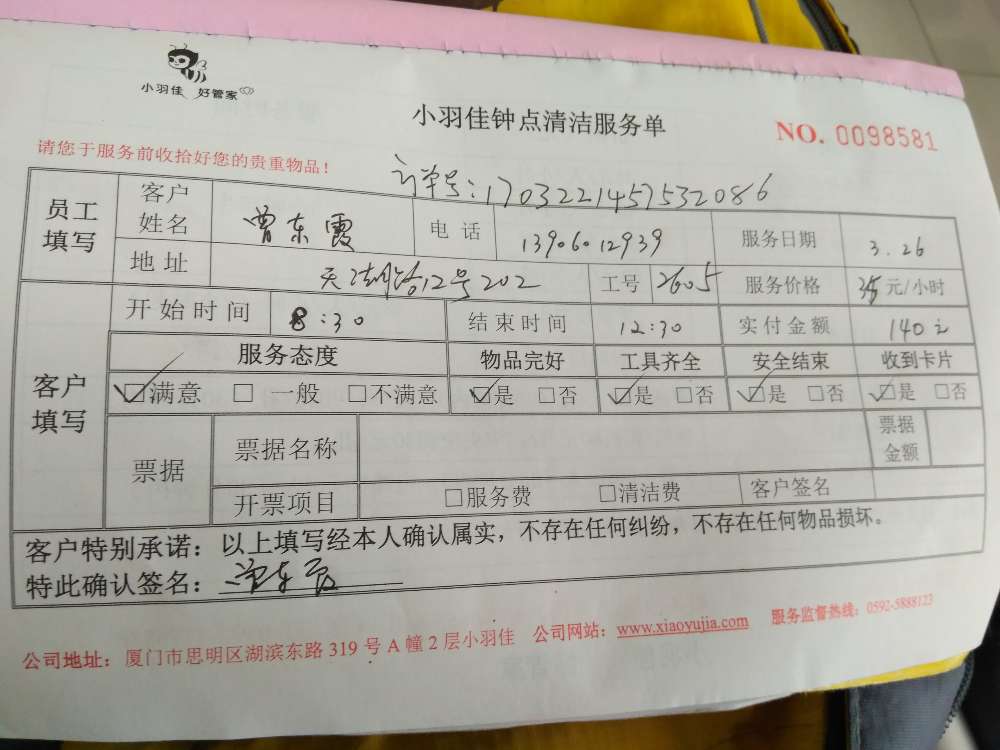 小羽佳 好管家
小羽佳钟点清洁服务单
NO. 0098581
请您于服务前收拾好您的贵重物品！
订单号：1703221457532086
员工填写 客户姓名 曾东霞 电话 13906012939 服务日期 3.26
地址 天湖路12号202 工号 2605 服务价格 35元/小时
客户填写 开始时间 8:30 结束时间 12:30 实付金额 140元
服务态度 物品完好 工具齐全 安全结束 收到卡片
☑满意 □一般 □不满意 ☑是 □否 ☑是 □否 ☑是 □否 ☑是 □否
票据 票据名称 票据金额
开票项目 □服务费 □清洁费 客户签名
客户特别承诺：以上填写经本人确认属实，不存在任何纠纷，不存在任何物品损坏。
特此确认签名：曾东霞
公司地址：厦门市思明区湖滨东路 319 号 A 幢 2 层小羽佳 公司网站：www.xiaoyujia.com 服务监督热线：0592-5888123